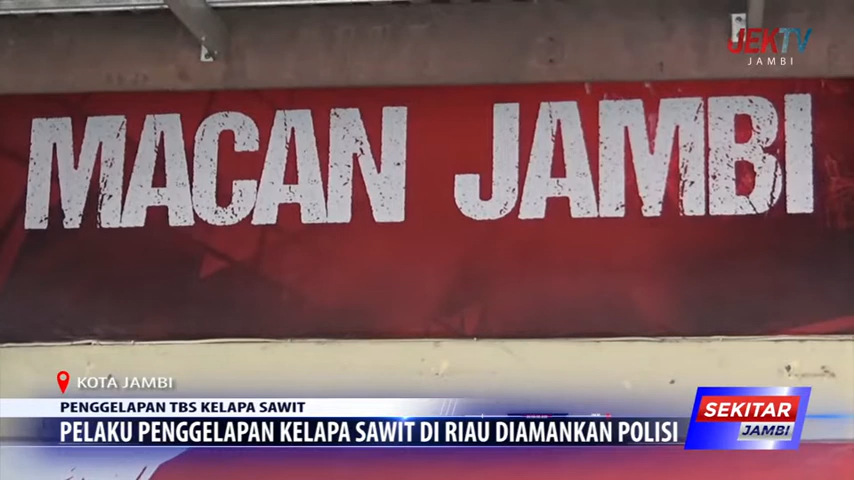 JEKTV
JAMBI
MACAN JAMBI
KOTA JAMBI
PENGGELAPAN TBS KELAPA SAWIT
PELAKU PENGGELAPAN KELAPA SAWIT DI RIAU DIAMANKAN POLISI
SEKITAR
JAMBI